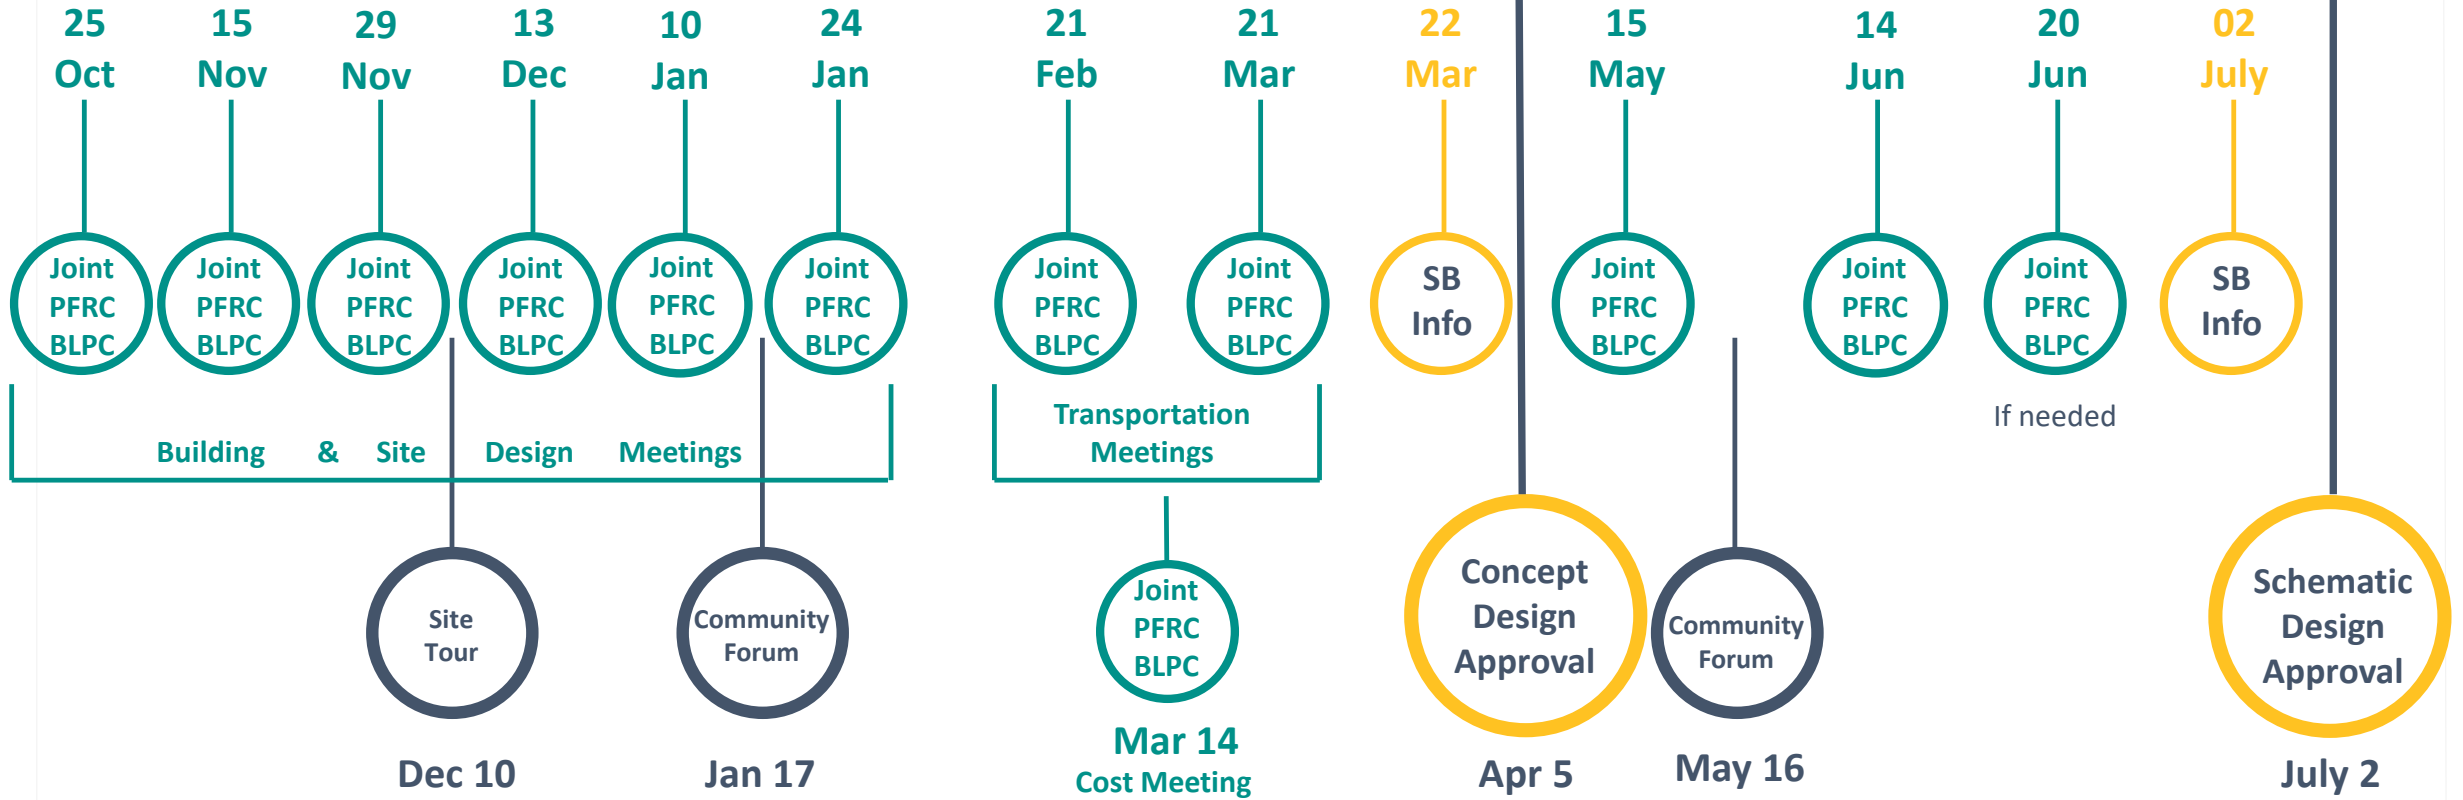 25
Oct
15
Nov
29
Nov
13
Dec
10
Jan
24
Jan
21
Feb
21
Mar
22
Mar
15
May
14
Jun
20
Jun
02
July
Joint
PFRC
BLPC
Joint
PFRC
BLPC
Joint
PFRC
BLPC
Joint
PFRC
BLPC
Joint
PFRC
BLPC
Joint
PFRC
BLPC
Joint
PFRC
BLPC
Joint
PFRC
BLPC
SB
Info
Joint
PFRC
BLPC
Joint
PFRC
BLPC
Joint
PFRC
BLPC
SB
Info
Building & Site Design Meetings
Transportation
Meetings
If needed
Site
Tour
Dec 10
Community
Forum
Jan 17
Joint
PFRC
BLPC
Mar 14
Cost Meeting
Concept
Design
Approval
Apr 5
Community
Forum
May 16
Schematic
Design
Approval
July 2